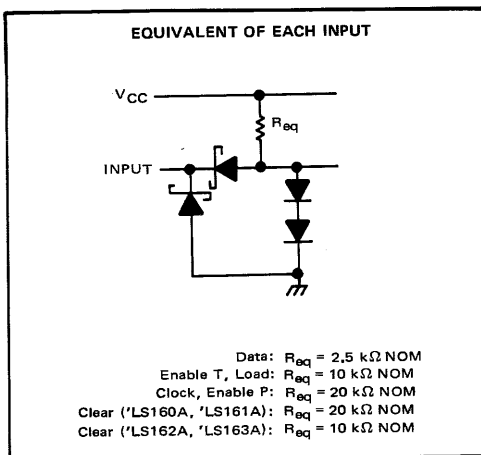 EQUIVALENT OF EACH INPUT
VCC
Req
INPUT
Data: Req = 2.5 kΩ NOM
Enable T, Load: Req = 10 kΩ NOM
Clock, Enable P: Req = 20 kΩ NOM
Clear ('LS160A, 'LS161A): Req = 20 kΩ NOM
Clear ('LS162A, 'LS163A): Req = 10 kΩ NOM